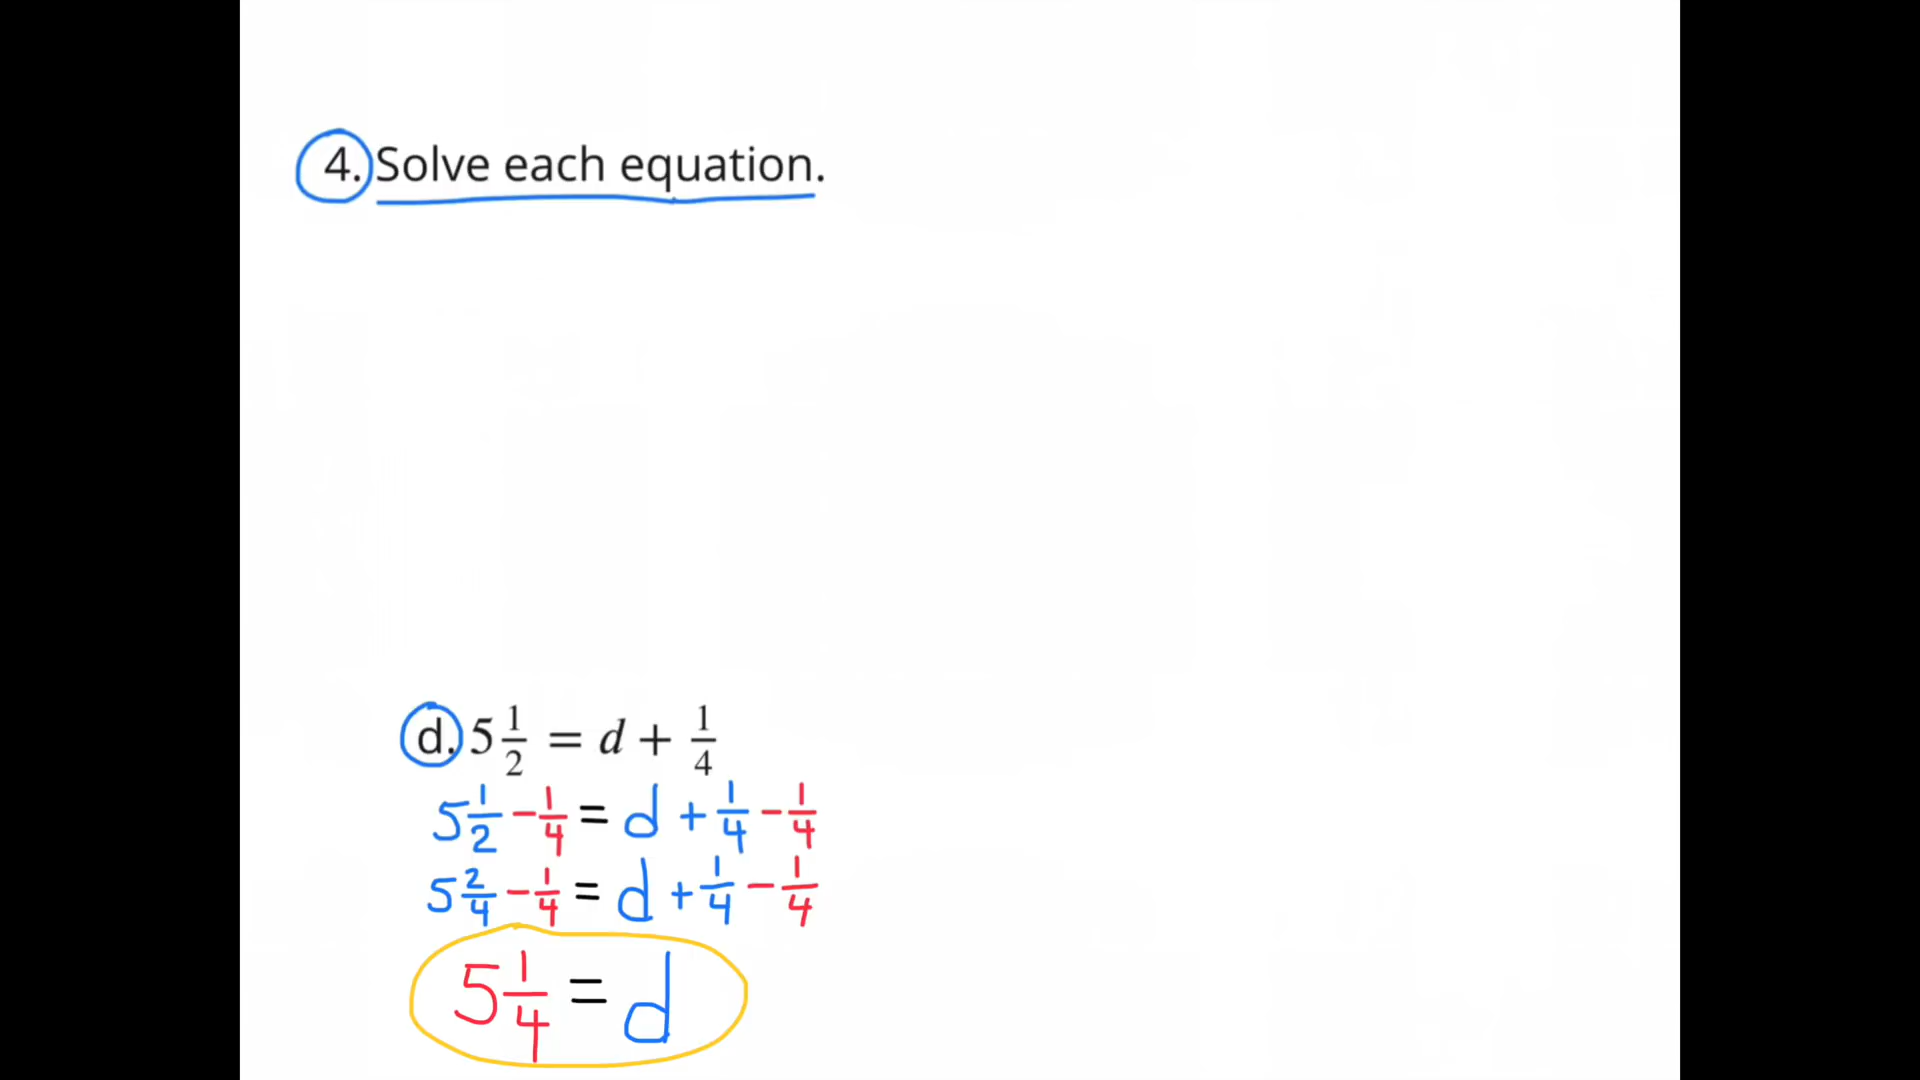 4. Solve each equation.
d. 5 1/2 = d + 1/4
5 1/2 - 1/4 = d + 1/4 - 1/4
5 2/4 - 1/4 = d + 1/4 - 1/4
5 1/4 = d